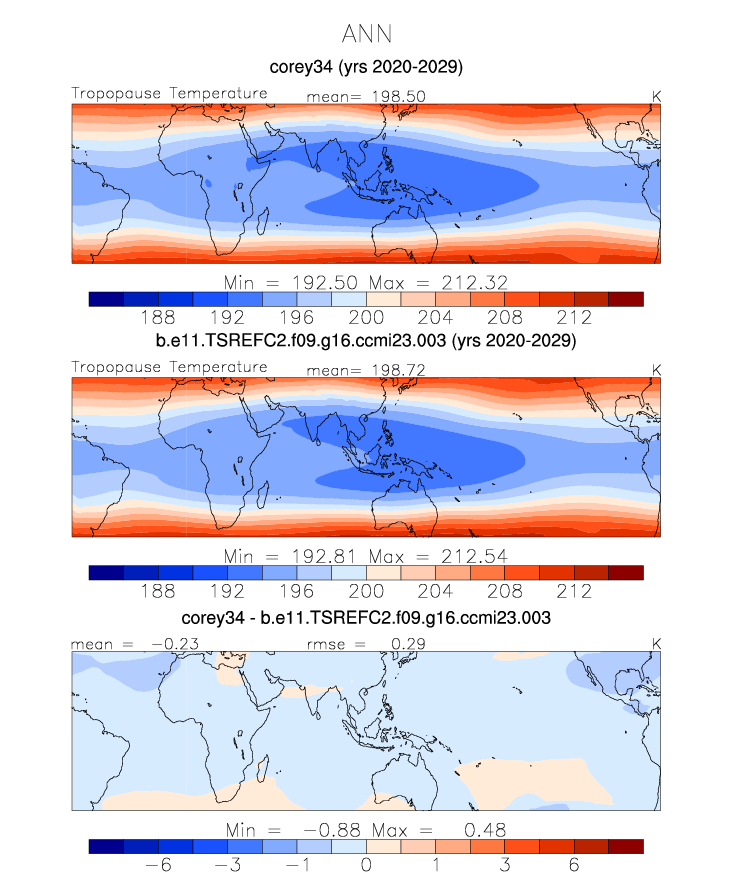 ANN
corey34 (yrs 2020-2029)
Tropopause Temperature mean= 198.50 K
Min = 192.50 Max = 212.32
188 192 196 200 204 208 212
b.e11.TSREFC2.f09.g16.ccmi23.003 (yrs 2020-2029)
Tropopause Temperature mean= 198.72 K
Min = 192.81 Max = 212.54
188 192 196 200 204 208 212
corey34 - b.e11.TSREFC2.f09.g16.ccmi23.003
mean = -0.23 rmse = 0.29 K
Min = -0.88 Max = 0.48
-6 -3 -1 0 1 3 6